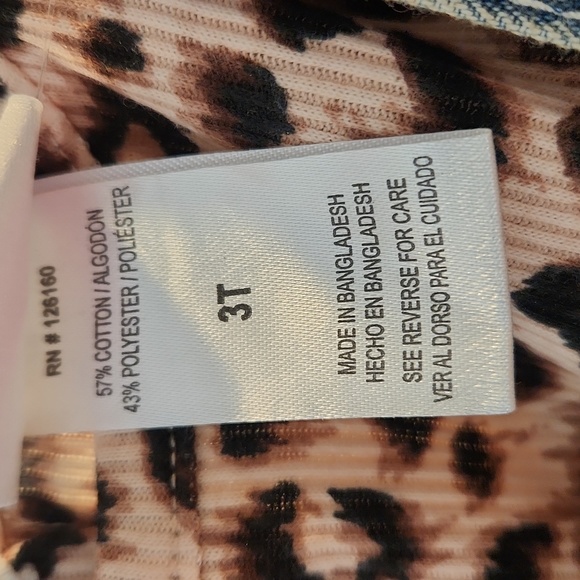 RN # 126160
57% COTTON / ALGODÓN
43% POLYESTER / POLIÉSTER
3T
MADE IN BANGLADESH
HECHO EN BANGLADESH
SEE REVERSE FOR CARE
VER AL DORSO PARA EL CUIDADO